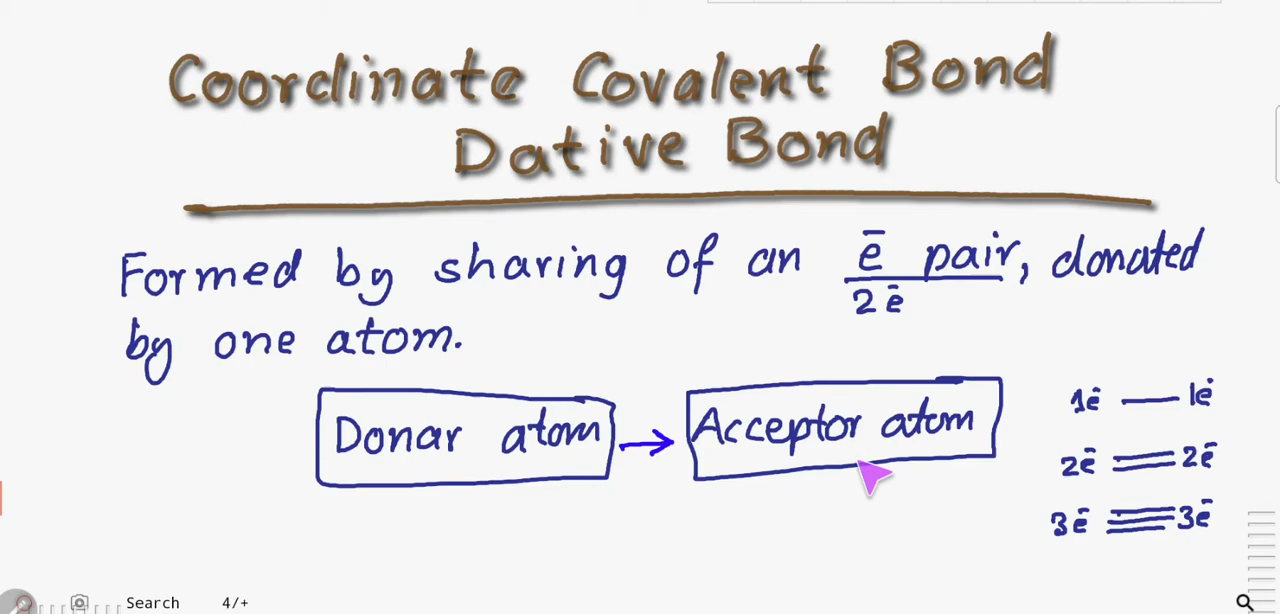 Coordinate Covalent Bond
Dative Bond
Formed by sharing of an ē pair, donated
2ē
by one atom.
Donar atom → Acceptor atom
1ē — 1ē
2ē = 2ē
3ē ≡ 3ē
Search 4/+